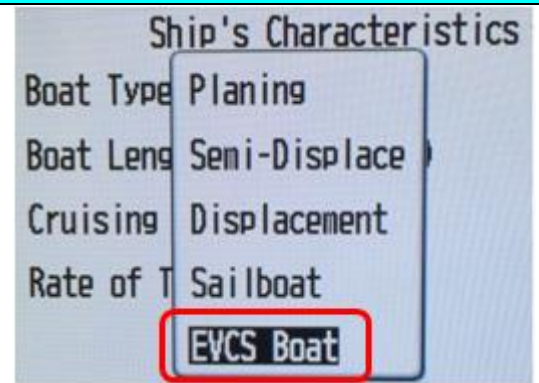 Ship's Characteristics
Boat Type Planing
Boat Leng Semi-Displace
Cruising Displacement
Rate of T Sailboat
EVCS Boat